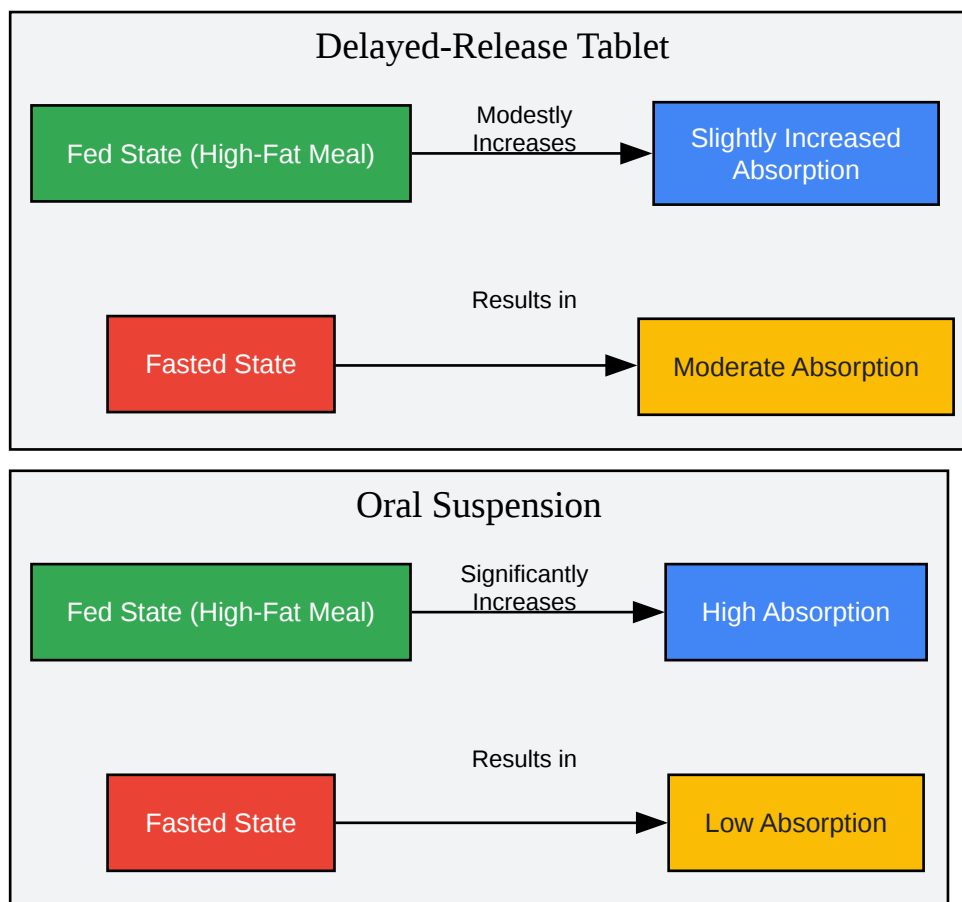 Delayed-Release Tablet
Fed State (High-Fat Meal)
Modestly
Increases
Slightly Increased
Absorption
Fasted State
Results in
Moderate Absorption
Oral Suspension
Fed State (High-Fat Meal)
Significantly
Increases
High Absorption
Fasted State
Results in
Low Absorption